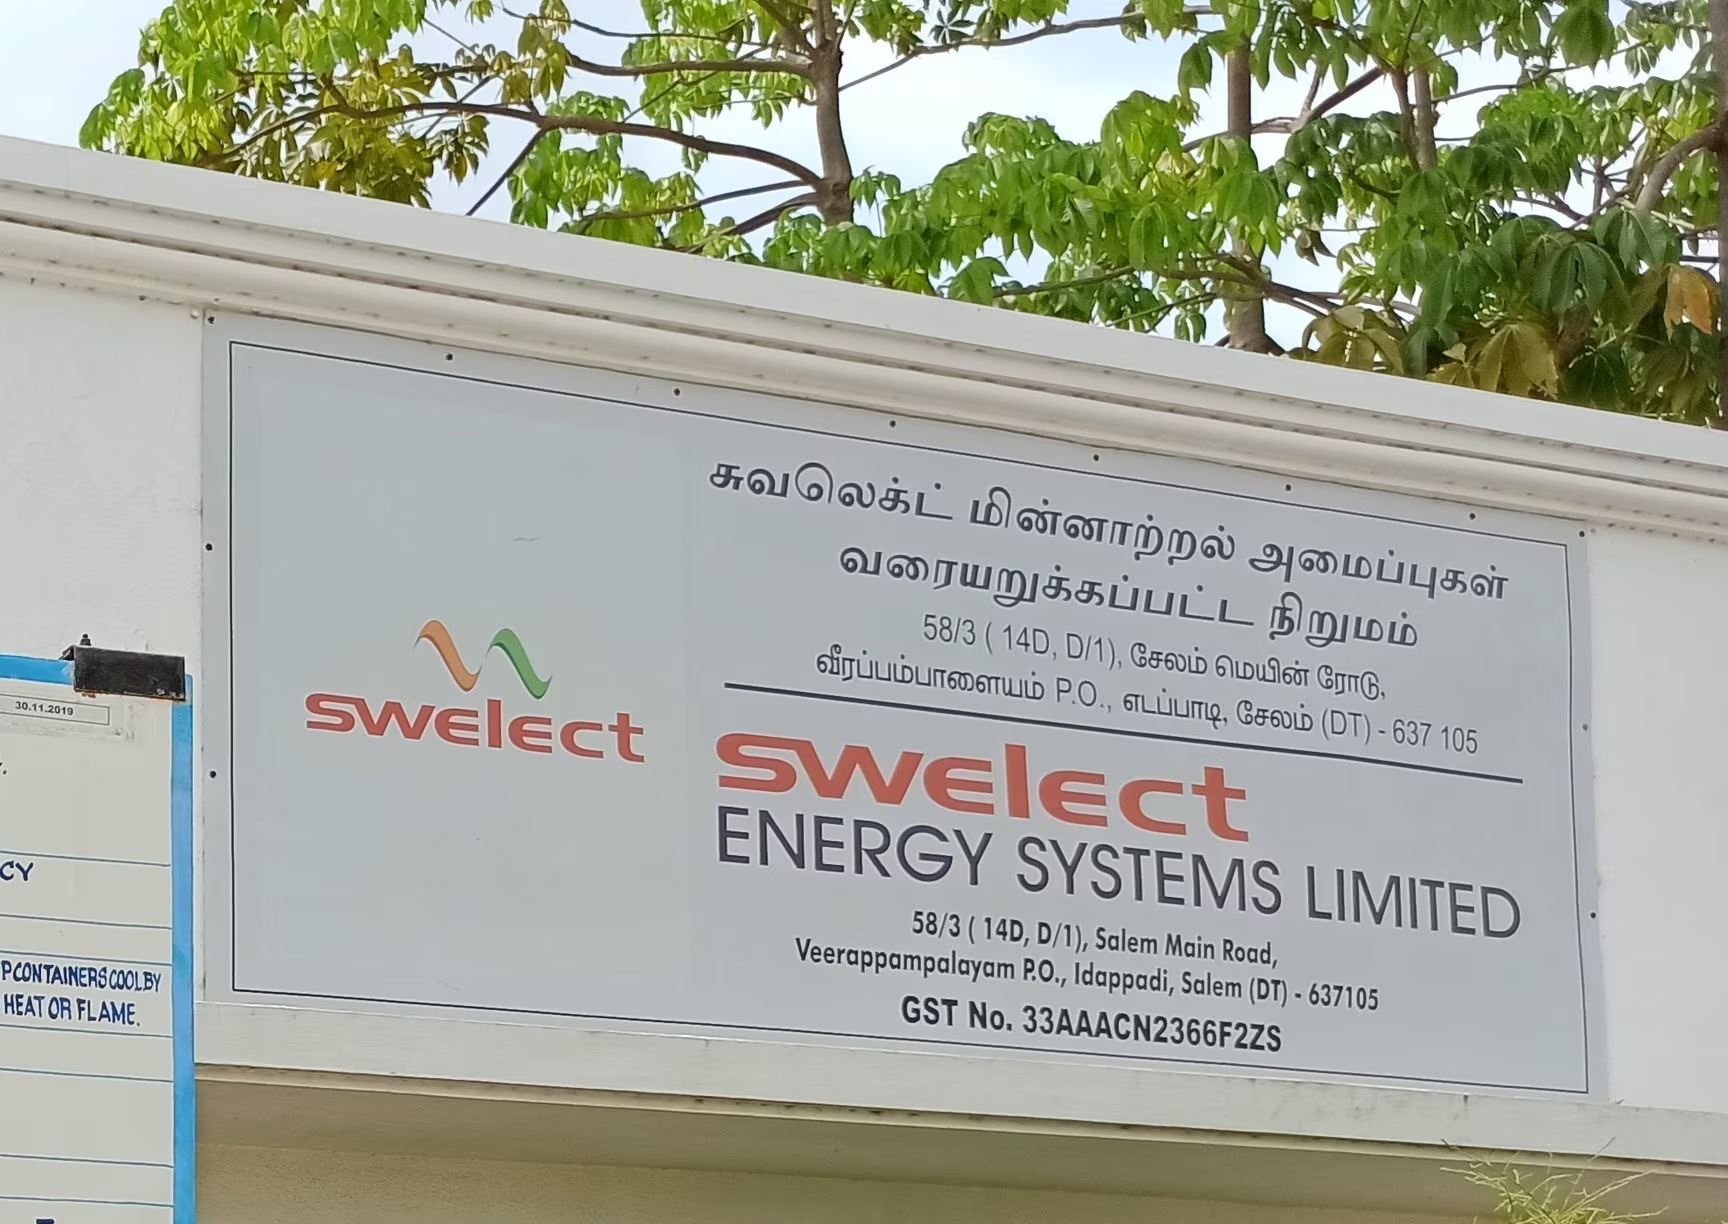 சுவலெக்ட் மின்னாற்றல் அமைப்புகள்
வரையறுக்கப்பட்ட நிறுமம்
58/3 ( 14D, D/1), சேலம் மெயின் ரோடு,
வீரப்பம்பாளையம் P.O., எடப்பாடி, சேலம் (DT) - 637 105
swelect
swelect
ENERGY SYSTEMS LIMITED
58/3 ( 14D, D/1), Salem Main Road,
Veerappampalayam P.O., Idappadi, Salem (DT) - 637105
GST No. 33AAACN2366F2ZS
30.11.2019
CY
P CONTAINERS COOL BY
HEAT OR FLAME.